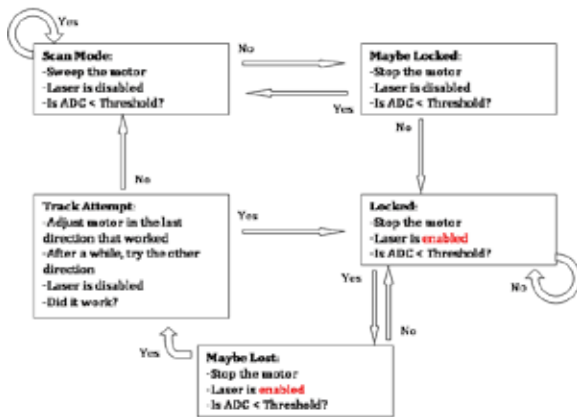 Yes
Scan Mode:
-Sweep the motor
-Laser is disabled
-Is ADC < Threshold?
No
Yes
Maybe Locked:
-Stop the motor
-Laser is disabled
-Is ADC < Threshold?
No
No
Track Attempt:
-Adjust motor in the last
direction that worked
-After a while, try the other
direction
-Laser is disabled
-Did it work?
Yes
Locked:
-Stop the motor
-Laser is enabled
-Is ADC < Threshold?
No
Yes
No
Yes
Maybe Lost:
-Stop the motor
-Laser is enabled
-Is ADC < Threshold?